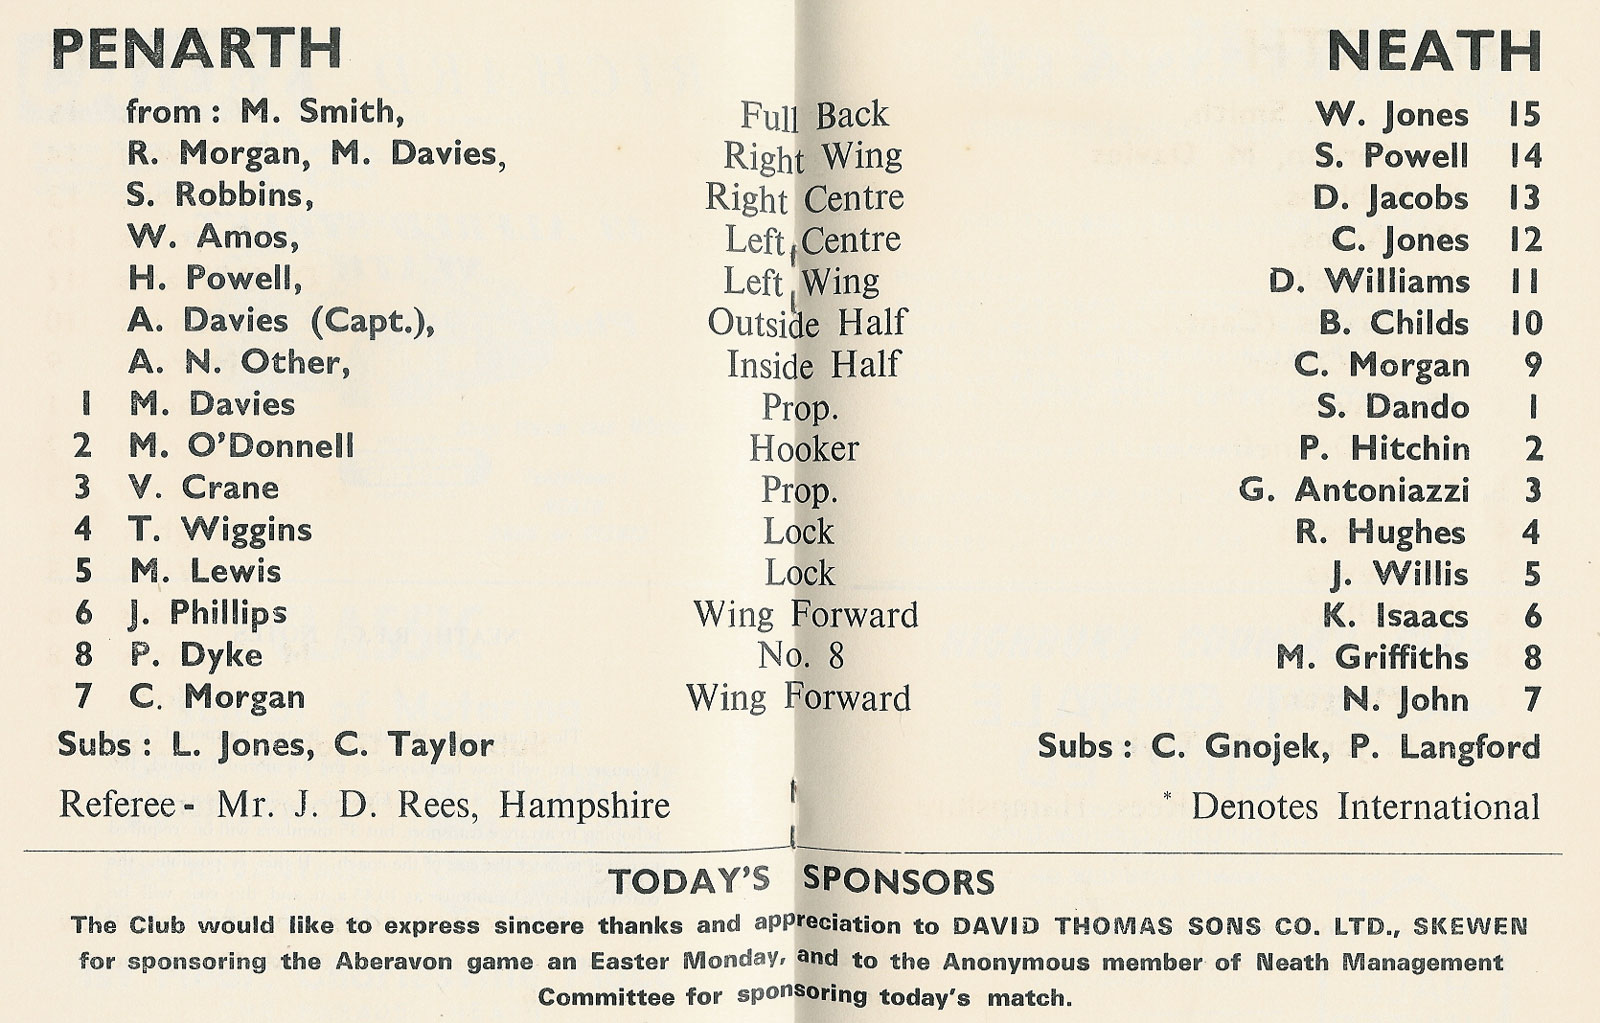 PENARTH NEATH
from : M. Smith, Full Back W. Jones 15
R. Morgan, M. Davies, Right Wing S. Powell 14
S. Robbins, Right Centre D. Jacobs 13
W. Amos, Left Centre C. Jones 12
H. Powell, Left Wing D. Williams 11
A. Davies (Capt.), Outside Half B. Childs 10
A. N. Other, Inside Half C. Morgan 9
1 M. Davies Prop. S. Dando 1
2 M. O'Donnell Hooker P. Hitchin 2
3 V. Crane Prop. G. Antoniazzi 3
4 T. Wiggins Lock R. Hughes 4
5 M. Lewis Lock J. Willis 5
6 J. Phillips Wing Forward K. Isaacs 6
8 P. Dyke No. 8 M. Griffiths 8
7 C. Morgan Wing Forward N. John 7
Subs : L. Jones, C. Taylor Subs : C. Gnojek, P. Langford
Referee - Mr. J. D. Rees, Hampshire * Denotes International
TODAY'S SPONSORS
The Club would like to express sincere thanks and appreciation to DAVID THOMAS SONS CO. LTD., SKEWEN
for sponsoring the Aberavon game an Easter Monday, and to the Anonymous member of Neath Management
Committee for sponsoring today's match.